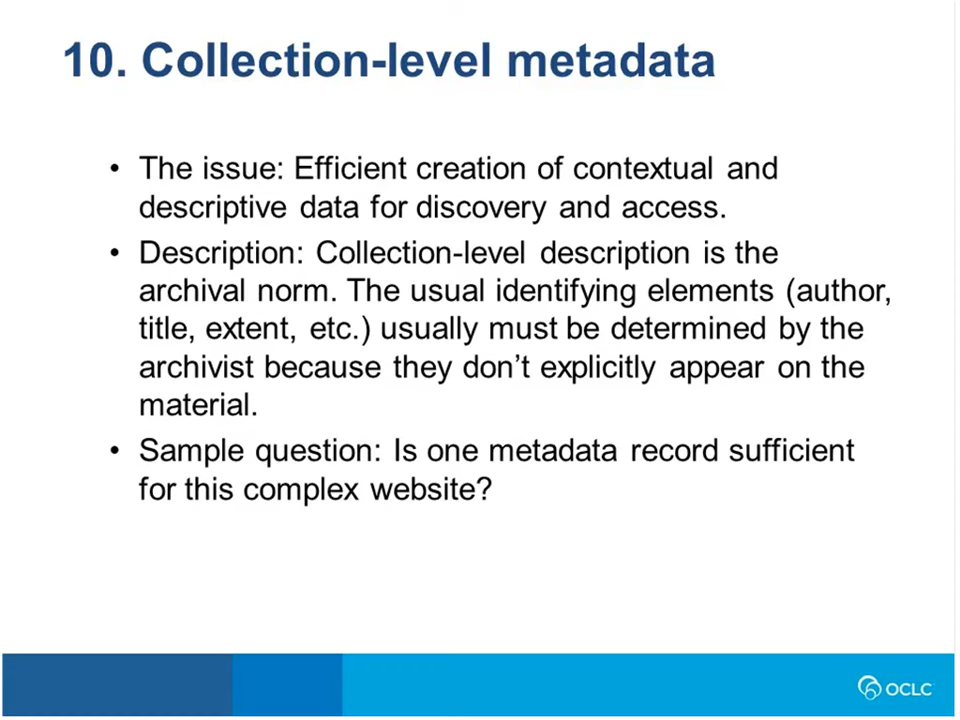 10. Collection-level metadata
• The issue: Efficient creation of contextual and
descriptive data for discovery and access.
• Description: Collection-level description is the
archival norm. The usual identifying elements (author,
title, extent, etc.) usually must be determined by the
archivist because they don’t explicitly appear on the
material.
• Sample question: Is one metadata record sufficient
for this complex website?
OCLC